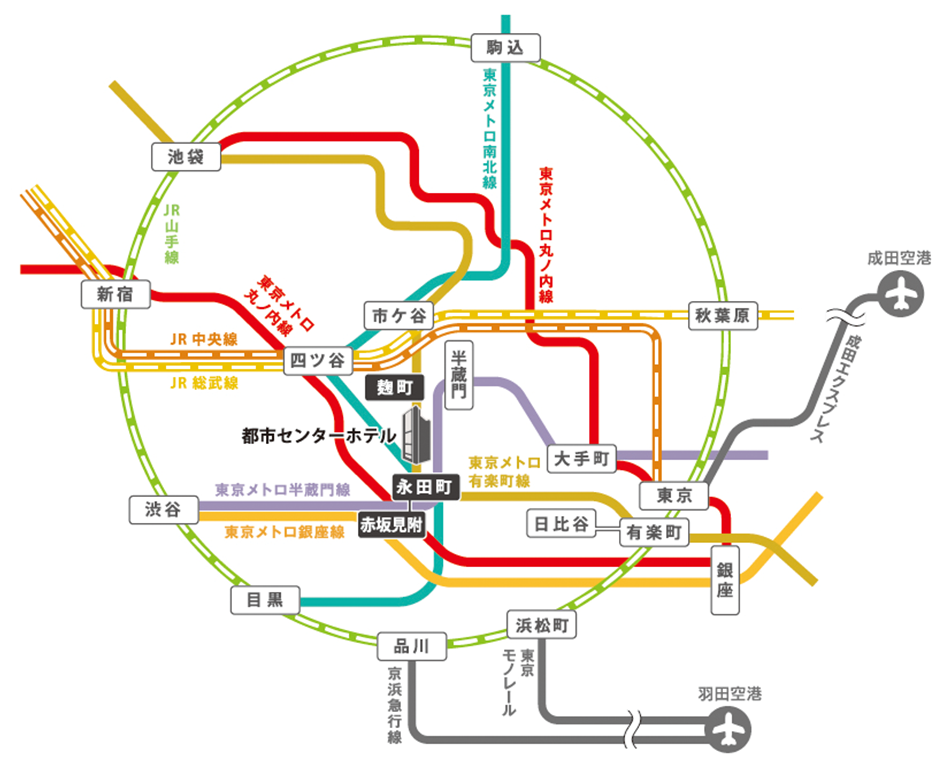 駒込
東京メトロ南北線
池袋
東京メトロ丸ノ内線
JR山手線
成田空港
新宿
東京メトロ
丸ノ内線
市ケ谷
秋葉原
JR 中央線
四ツ谷
半蔵門
成田エクスプレス
JR 総武線
麹町
都市センターホテル
大手町
東京メトロ
有楽町線
永田町
東京メトロ半蔵門線
東京
渋谷
赤坂見附
日比谷
有楽町
東京メトロ銀座線
銀座
目黒
浜松町
品川
東京
モノレール
京浜急行線
羽田空港